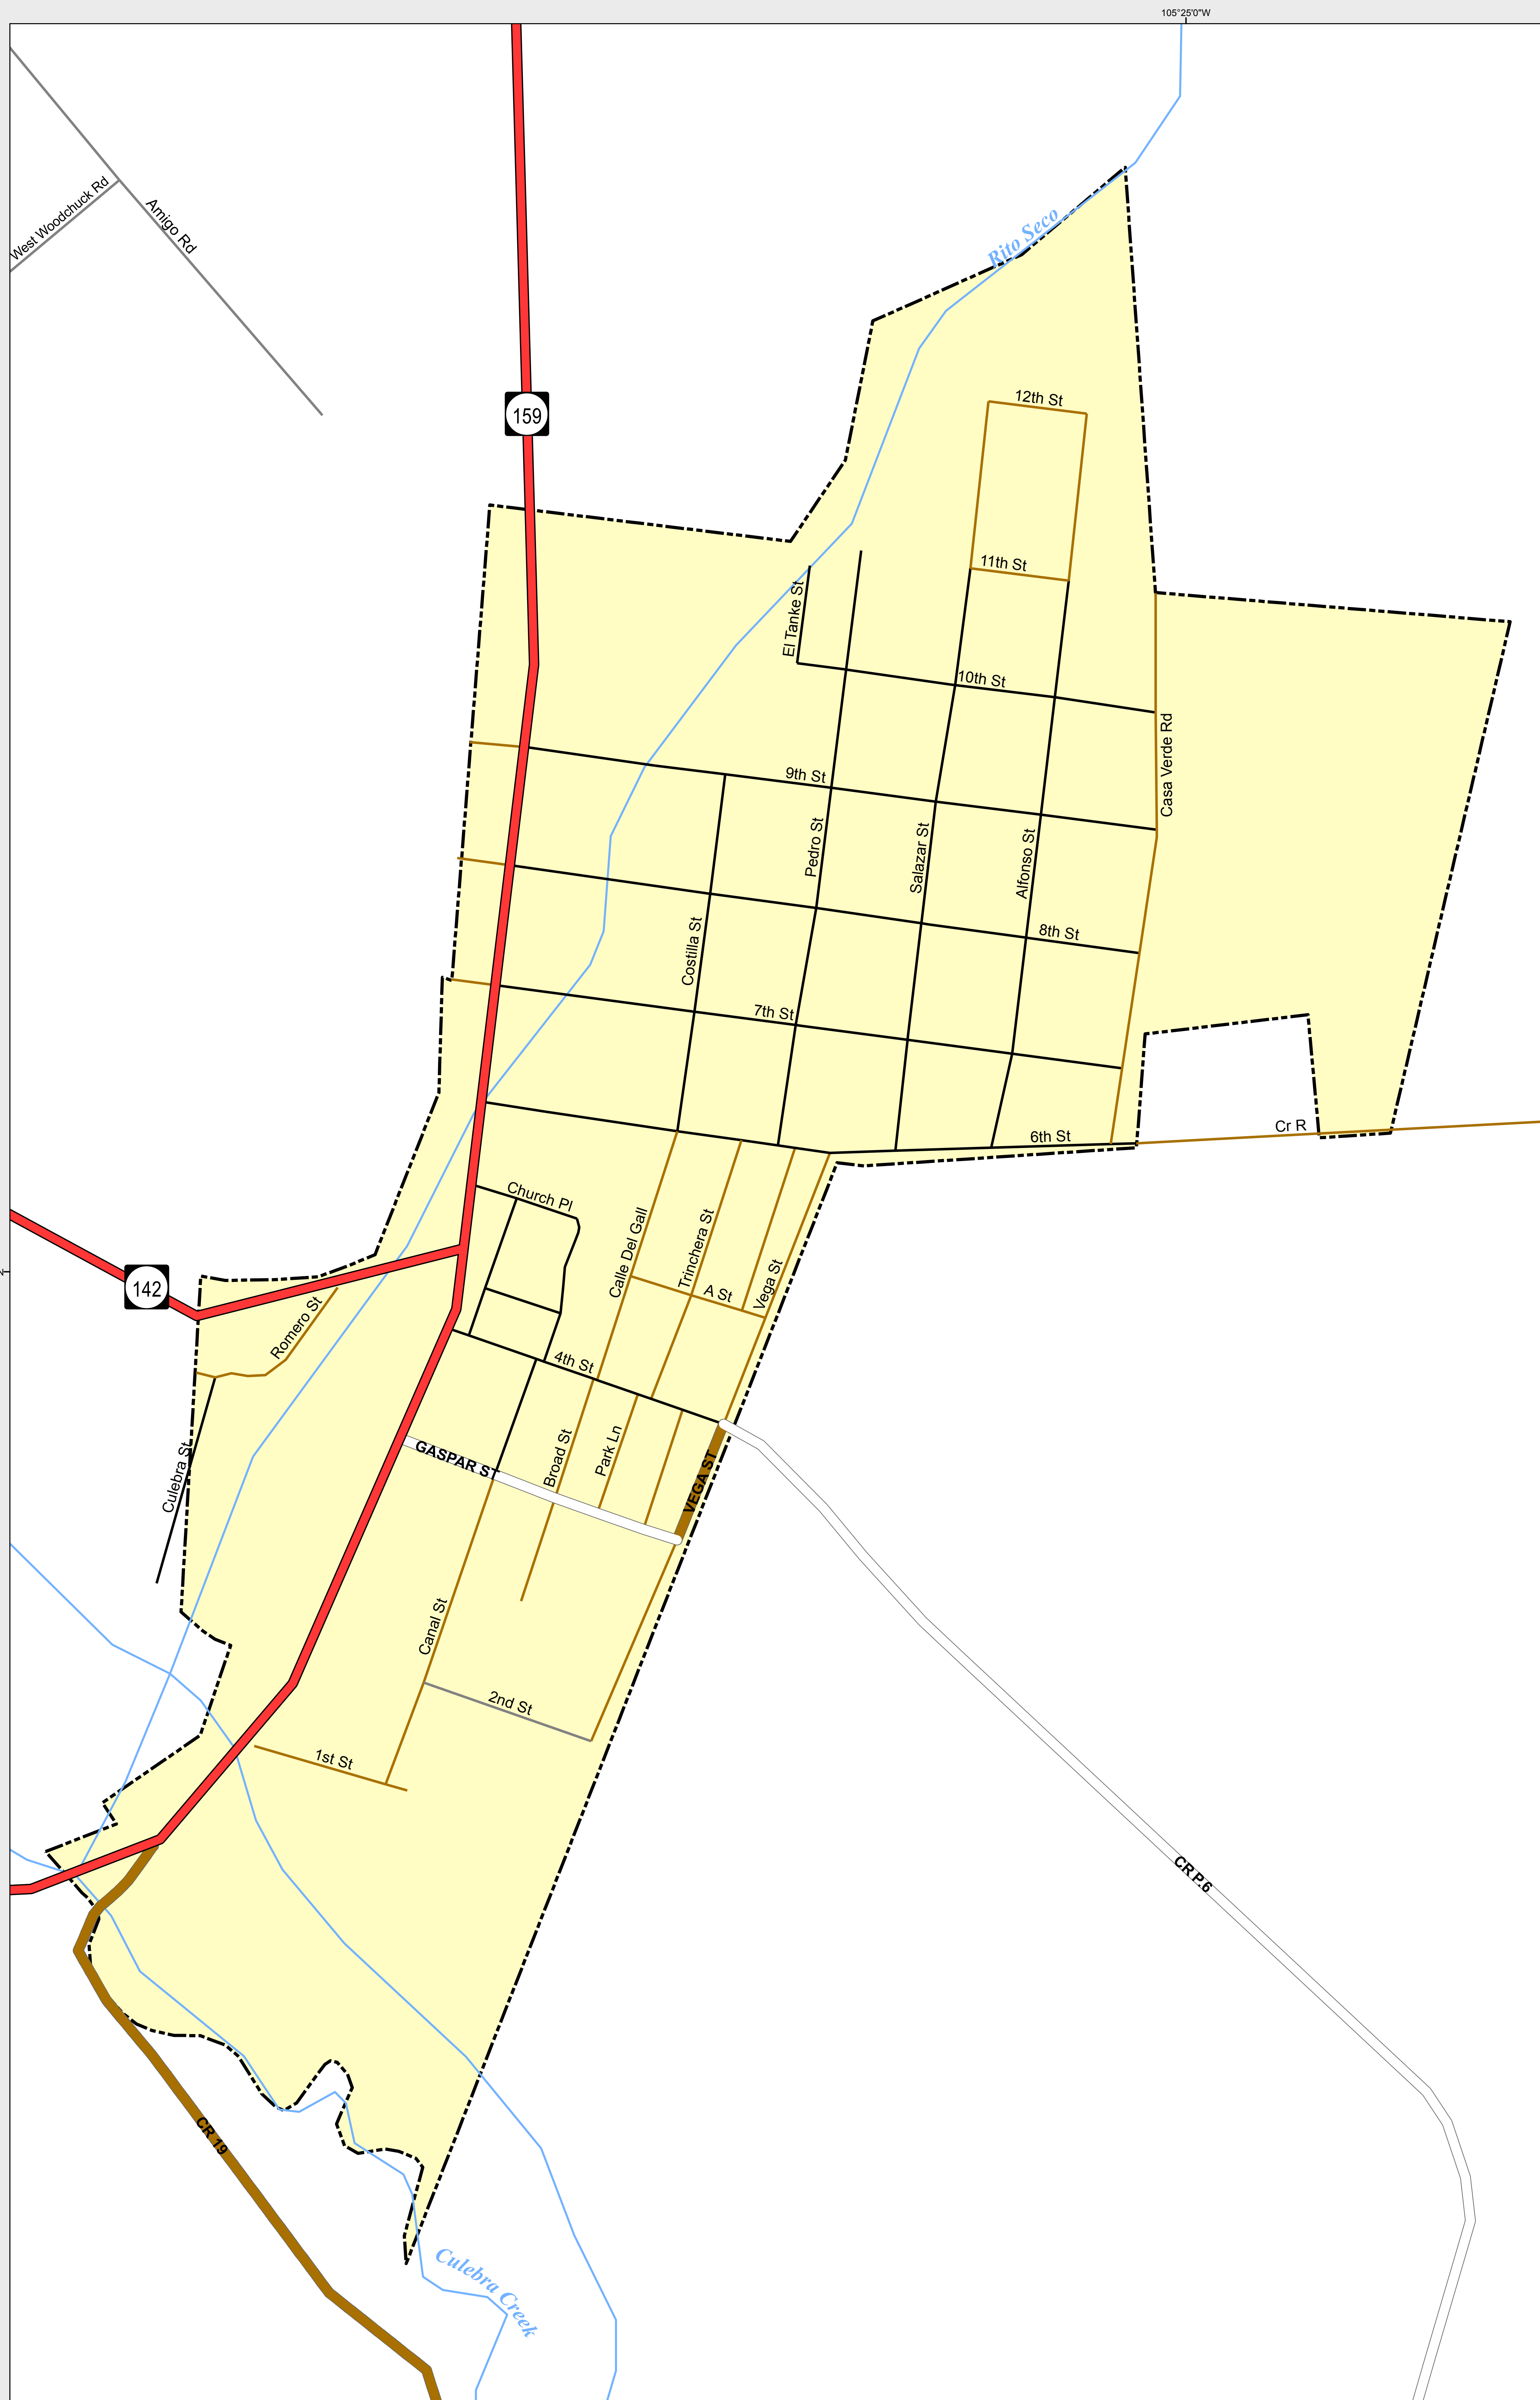 105°25'0"W
West Woodchuck Rd
Amigo Rd
Rito Seco
159
12th St
11th St
El Tanke St
10th St
Casa Verde Rd
9th St
Pedro St
Salazar St
Alfonso St
8th St
Costilla St
7th St
6th St
Cr R
Church Pl
Calle Del Gall
Trinchera St
A St
Vega St
142
Romero St
4th St
Culebra St
GASPAR ST
Broad St
Park Ln
VEGA ST
Canal St
2nd St
1st St
CR P.6
CR 19
Culebra Creek